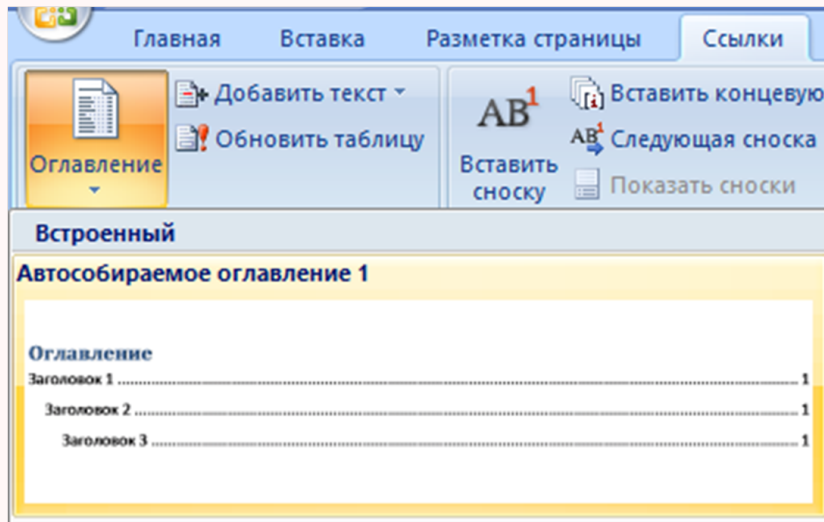 Главная Вставка Разметка страницы Ссылки
Добавить текст
Обновить таблицу
Оглавление
AB1
Вставить сноску
Вставить концевую
AB1 Следующая сноска
Показать сноски
Встроенный
Автособираемое оглавление 1
Оглавление
Заголовок 1 ........ 1
Заголовок 2 ........ 1
Заголовок 3 ........ 1